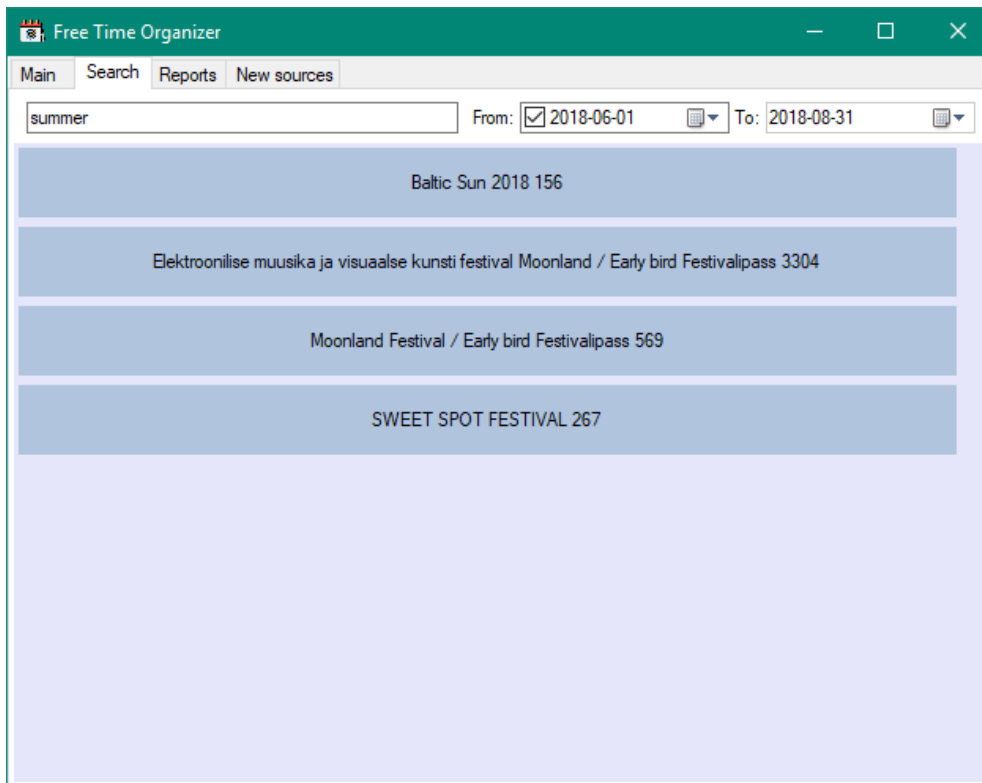 Free Time Organizer
Main Search Reports New sources
summer From: 2018-06-01 To: 2018-08-31
Baltic Sun 2018 156
Elektroonilise muusika ja visuaalse kunsti festival Moonland / Early bird Festivalipass 3304
Moonland Festival / Early bird Festivalipass 569
SWEET SPOT FESTIVAL 267